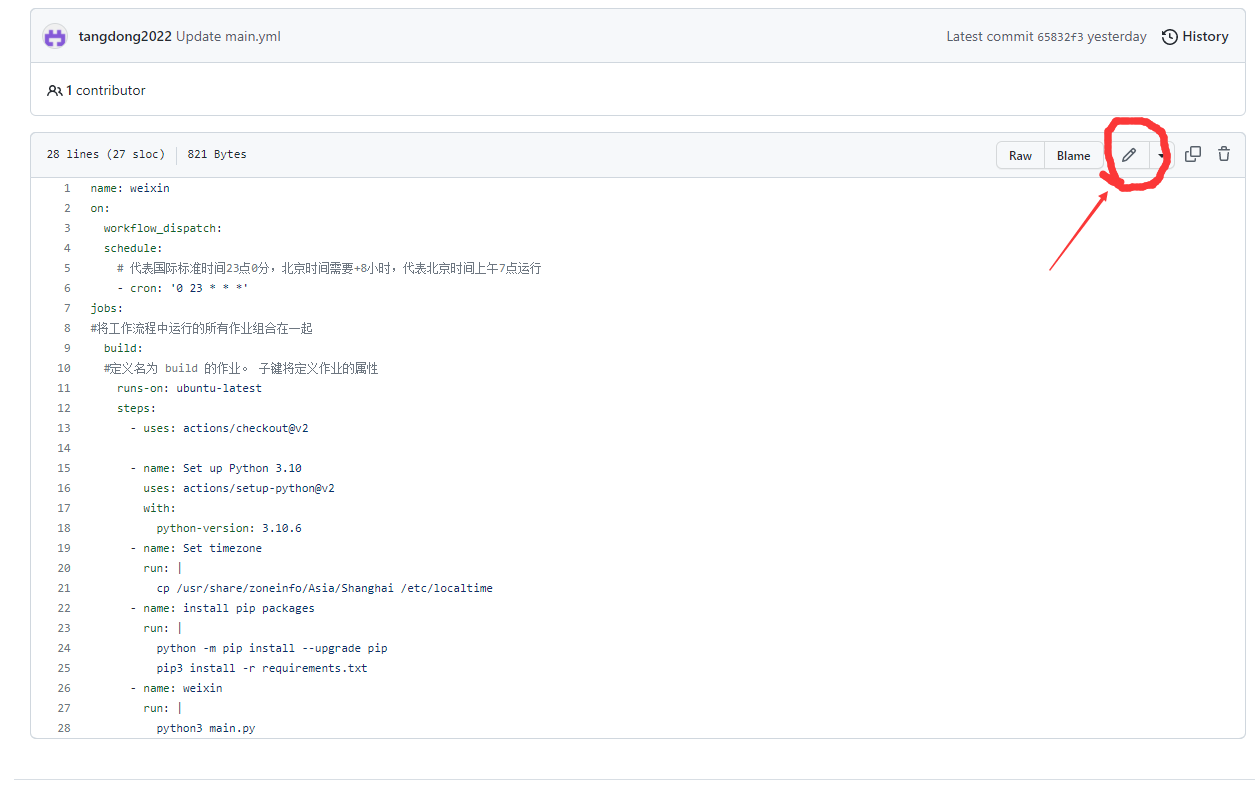 tangdong2022 Update main.yml
Latest commit 65832f3 yesterday
History
1 contributor
28 lines (27 sloc)
821 Bytes
Raw
Blame
1 name: weixin
2 on:
3 workflow_dispatch:
4 schedule:
5 # 代表国际标准时间23点0分，北京时间需要+8小时，代表北京时间上午7点运行
6 - cron: '0 23 * * *'
7 jobs:
8 #将工作流程中运行的所有作业组合在一起
9 build:
10 #定义名为 build 的作业。 子键将定义作业的属性
11 runs-on: ubuntu-latest
12 steps:
13 - uses: actions/checkout@v2
14
15 - name: Set up Python 3.10
16 uses: actions/setup-python@v2
17 with:
18 python-version: 3.10.6
19 - name: Set timezone
20 run: |
21 cp /usr/share/zoneinfo/Asia/Shanghai /etc/localtime
22 - name: install pip packages
23 run: |
24 python -m pip install --upgrade pip
25 pip3 install -r requirements.txt
26 - name: weixin
27 run: |
28 python3 main.py